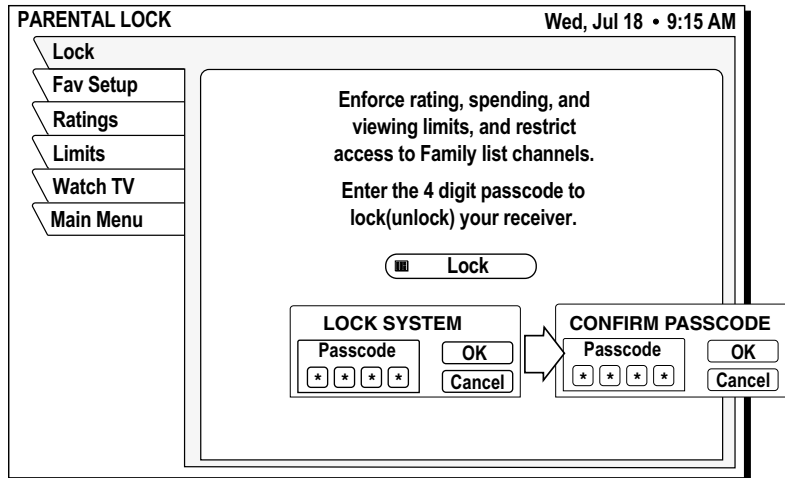 PARENTAL LOCK
Wed, Jul 18 • 9:15 AM
Lock
Fav Setup
Ratings
Limits
Watch TV
Main Menu
Enforce rating, spending, and
viewing limits, and restrict
access to Family list channels.
Enter the 4 digit passcode to
lock(unlock) your receiver.
Lock
LOCK SYSTEM
Passcode
* * * *
OK
Cancel
CONFIRM PASSCODE
Passcode
* * * *
OK
Cancel